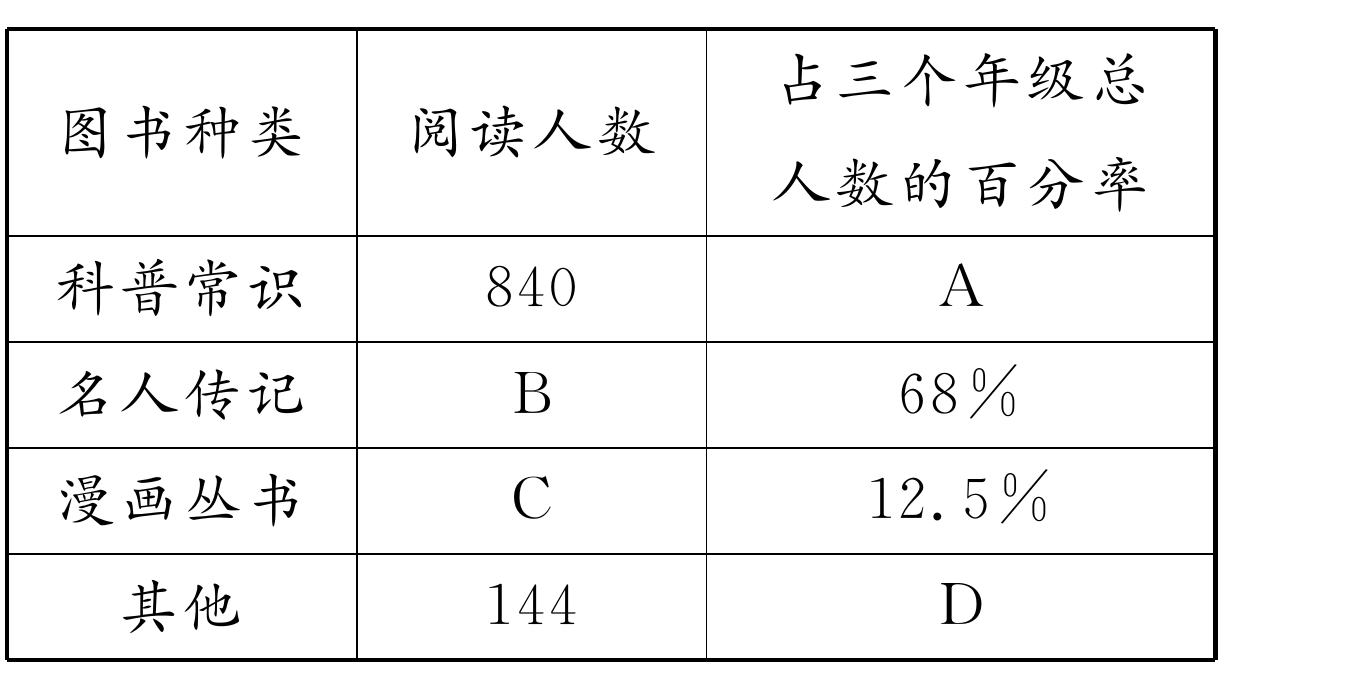 图书种类 阅读人数 占三个年级总
人数的百分率
科普常识 840 A
名人传记 B 68%
漫画丛书 C 12.5%
其他 144 D